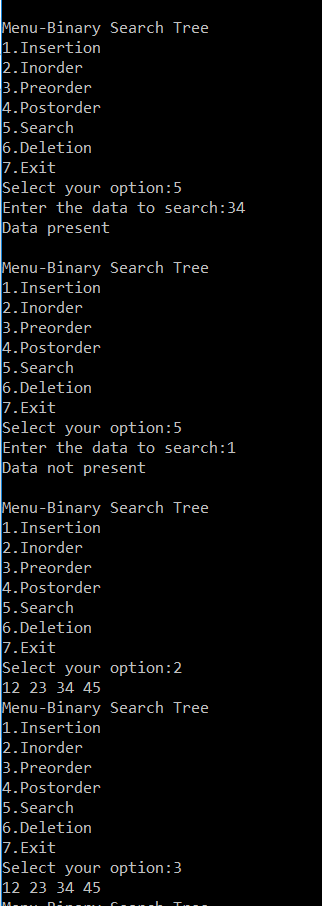 Menu-Binary Search Tree
1.Insertion
2.Inorder
3.Preorder
4.Postorder
5.Search
6.Deletion
7.Exit
Select your option:5
Enter the data to search:34
Data present
Menu-Binary Search Tree
1.Insertion
2.Inorder
3.Preorder
4.Postorder
5.Search
6.Deletion
7.Exit
Select your option:5
Enter the data to search:1
Data not present
Menu-Binary Search Tree
1.Insertion
2.Inorder
3.Preorder
4.Postorder
5.Search
6.Deletion
7.Exit
Select your option:2
12 23 34 45
Menu-Binary Search Tree
1.Insertion
2.Inorder
3.Preorder
4.Postorder
5.Search
6.Deletion
7.Exit
Select your option:3
12 23 34 45
Menu-Binary Search Tree